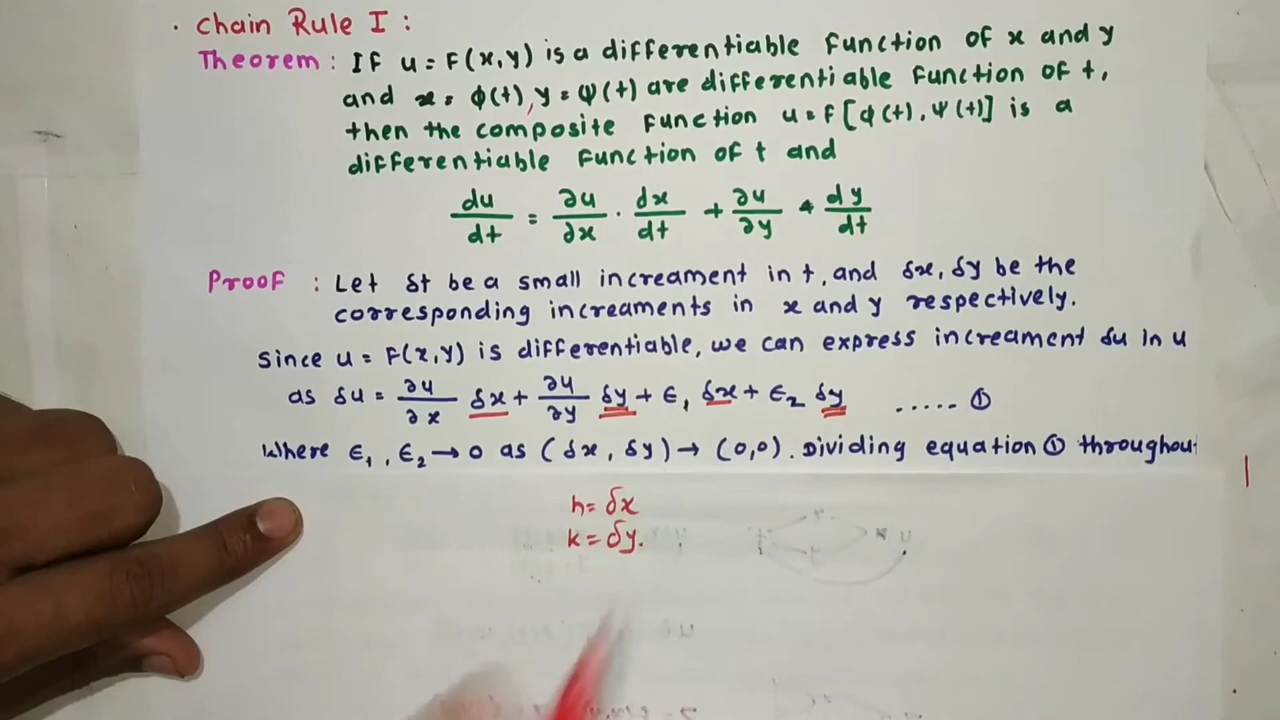 · Chain Rule I :
Theorem : If u = F(x,y) is a differentiable function of x and y
and x = φ(t), y = ψ(t) are differentiable function of t,
then the composite function u = F[φ(t), ψ(t)] is a
differentiable function of t and
du/dt = ∂u/∂x · dx/dt + ∂u/∂y · dy/dt
Proof : Let δt be a small increament in t, and δx, δy be the
corresponding increaments in x and y respectively.
Since u = F(x,y) is differentiable, we can express increament δu in u
as δu = ∂u/∂x δx + ∂u/∂y δy + ϵ₁ δx + ϵ₂ δy ..... ①
Where ϵ₁, ϵ₂ → 0 as (δx, δy) → (0,0). Dividing equation ① throughout
h = δx
k = δy.